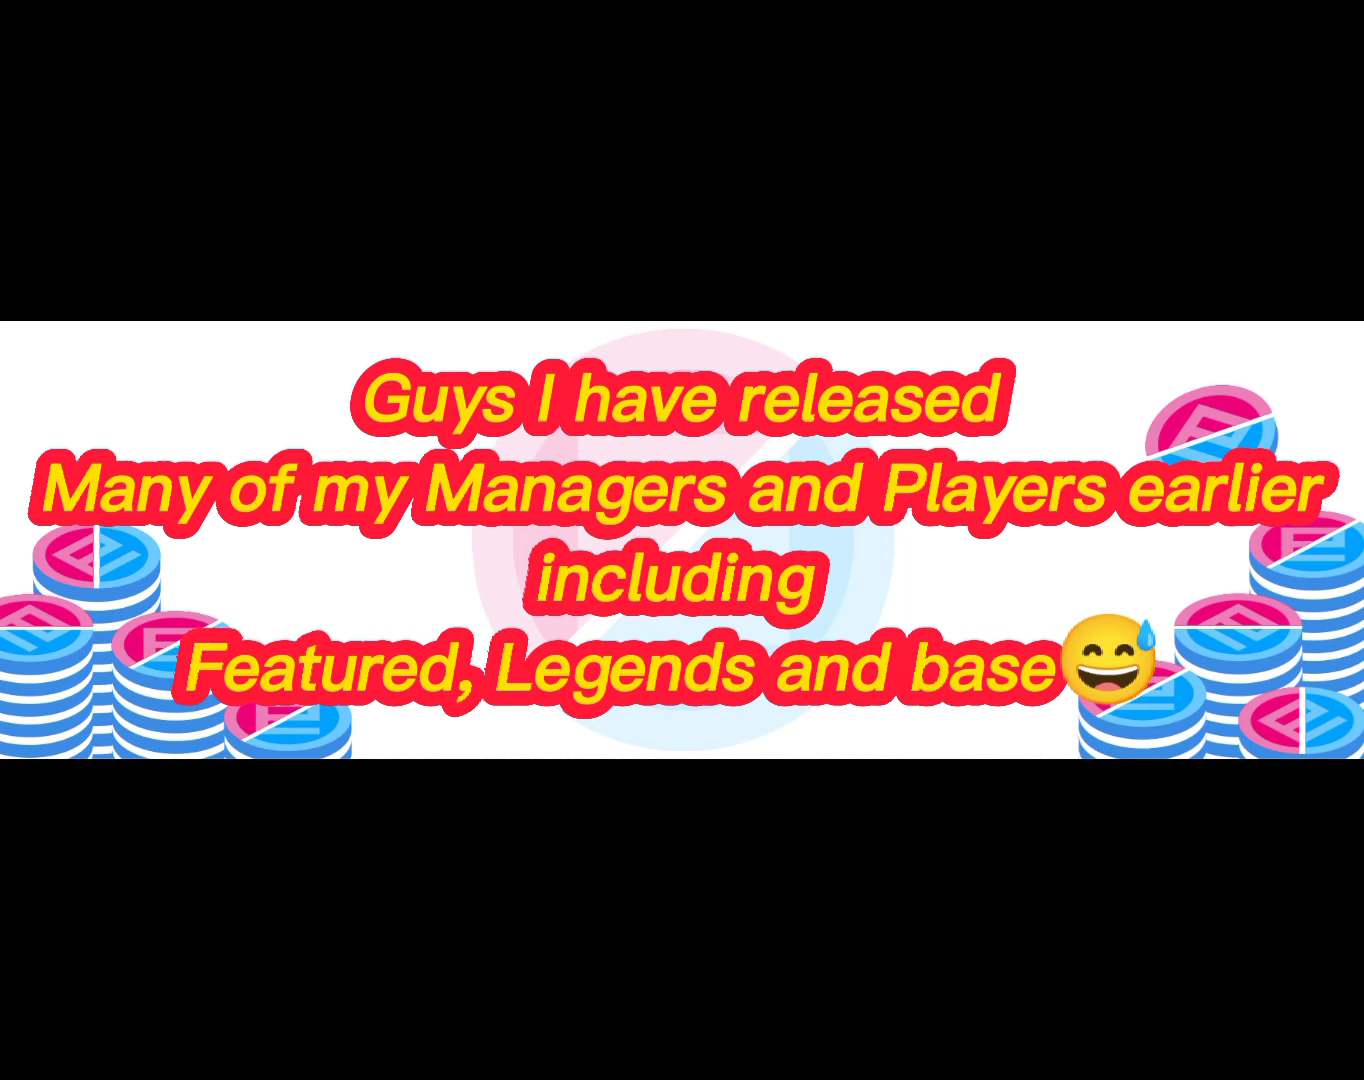 Guys I have released
Many of my Managers and Players earlier
including
Featured, Legends and base😅